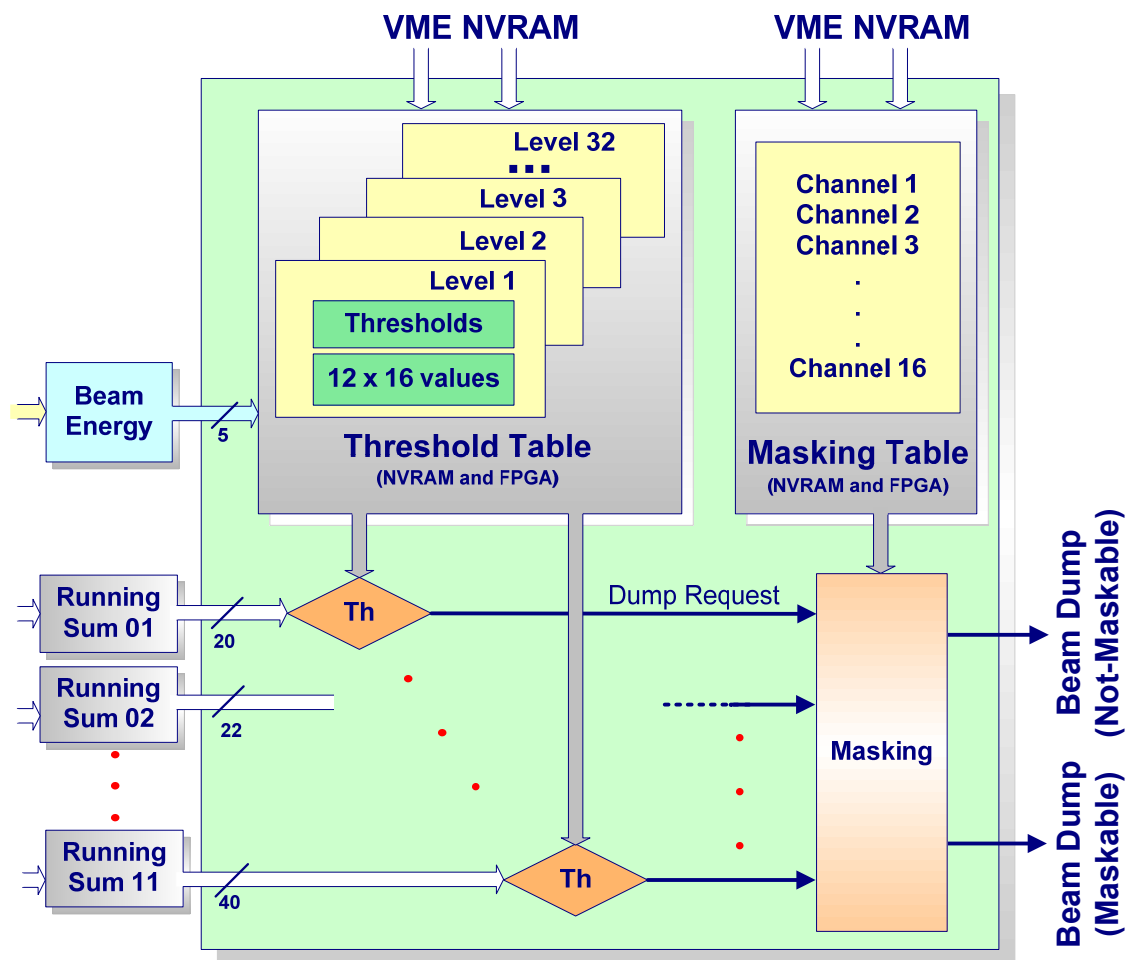 VME NVRAM
VME NVRAM
Level 32
...
Level 3
Level 2
Level 1
Thresholds
12 x 16 values
Threshold Table
(NVRAM and FPGA)
Channel 1
Channel 2
Channel 3
.
.
.
Channel 16
Masking Table
(NVRAM and FPGA)
Beam
Energy
5
Running
Sum 01
20
Th
Dump Request
Running
Sum 02
22
Masking
Running
Sum 11
40
Th
Beam Dump
(Not-Maskable)
Beam Dump
(Maskable)